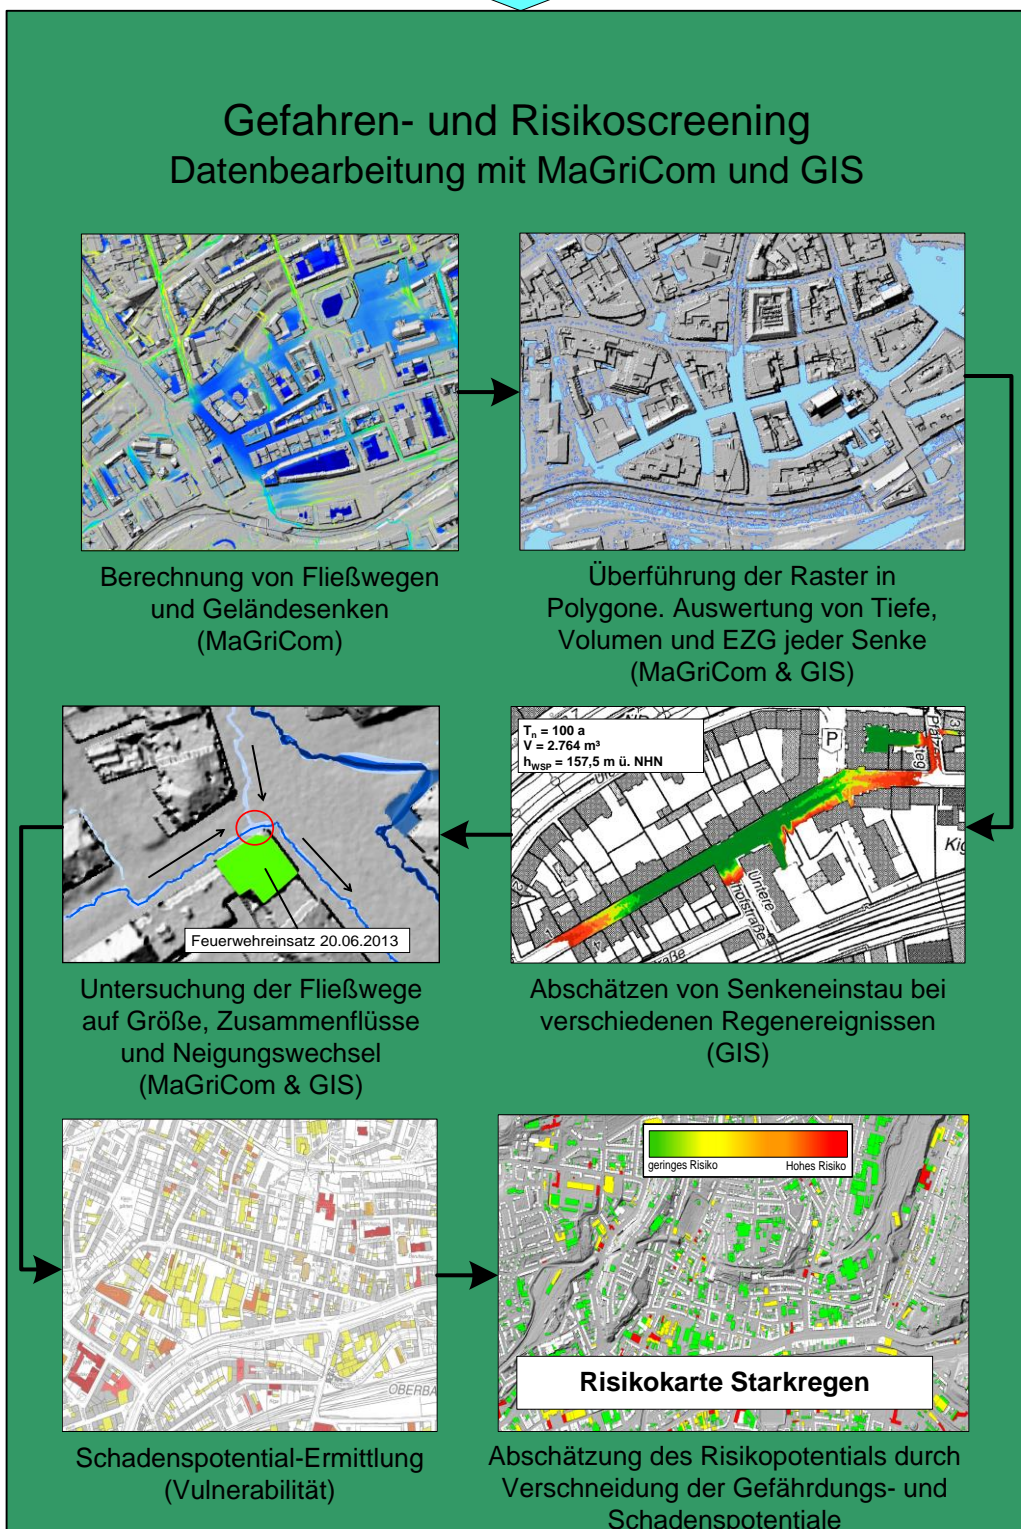 Gefahren- und Risikoscreening
Datenbearbeitung mit MaGriCom und GIS
Berechnung von Fließwegen
und Geländesenken
(MaGriCom)
Überführung der Raster in
Polygone. Auswertung von Tiefe,
Volumen und EZG jeder Senke
(MaGriCom & GIS)
Tn = 100 a
V = 2.764 m³
hWSP = 157,5 m ü. NHN
P
Untere
hofstraße
Feuerwehreinsatz 20.06.2013
Untersuchung der Fließwege
auf Größe, Zusammenflüsse
und Neigungswechsel
(MaGriCom & GIS)
Abschätzen von Senkeneinstau bei
verschiedenen Regenereignissen
(GIS)
OBERBA
geringes Risiko Hohes Risiko
Risikokarte Starkregen
Schadenspotential-Ermittlung
(Vulnerabilität)
Abschätzung des Risikopotentials durch
Verschneidung der Gefährdungs- und
Schadenspotentiale